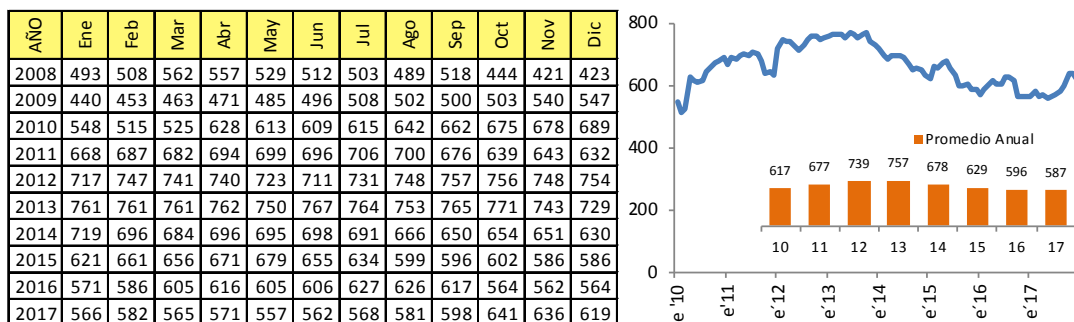 AÑO Ene Feb Mar Abr May Jun Jul Ago Sep Oct Nov Dic
2008 493 508 562 557 529 512 503 489 518 444 421 423
2009 440 453 463 471 485 496 508 502 500 503 540 547
2010 548 515 525 628 613 609 615 642 662 675 678 689
2011 668 687 682 694 699 696 706 700 676 639 643 632
2012 717 747 741 740 723 711 731 748 757 756 748 754
2013 761 761 761 762 750 767 764 753 765 771 743 729
2014 719 696 684 696 695 698 691 666 650 654 651 630
2015 621 661 656 671 679 655 634 599 596 602 586 586
2016 571 586 605 616 605 606 627 626 617 564 562 564
2017 566 582 565 571 557 562 568 581 598 641 636 619
800
600
400
200
0
Promedio Anual
617 677 739 757 678 629 596 587
10 11 12 13 14 15 16 17
e '10 e'11 e´12 e´13 e´14 e´15 e´16 e´17